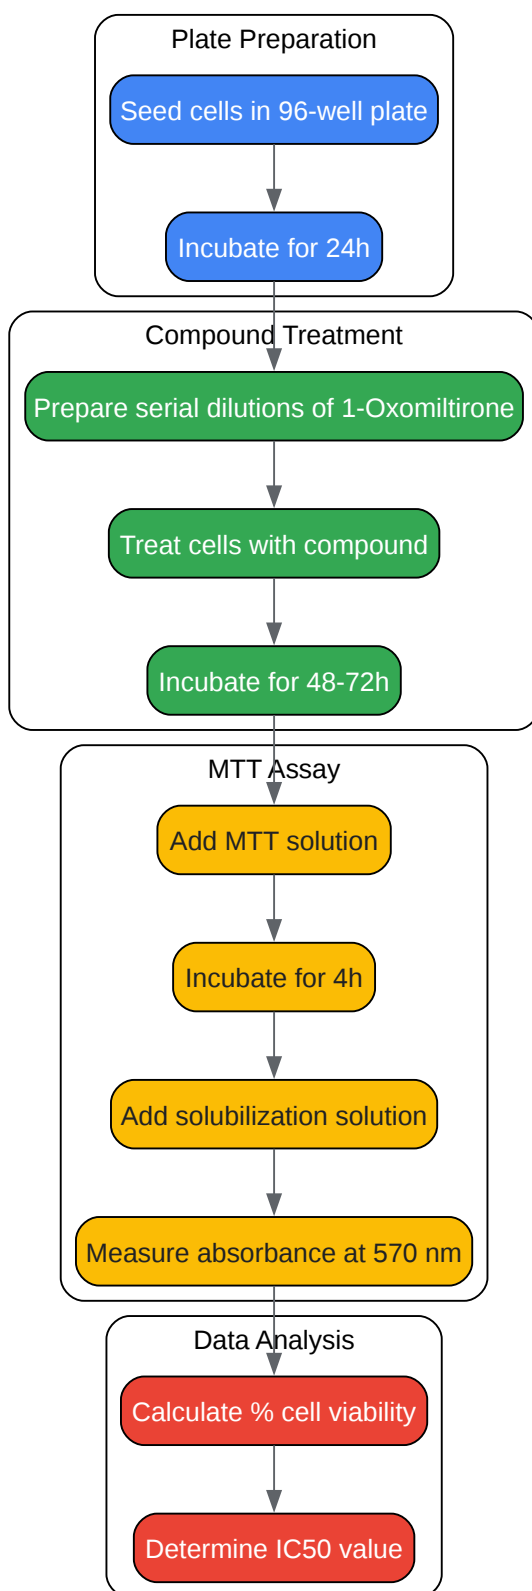 Plate Preparation
Seed cells in 96-well plate
Incubate for 24h
Compound Treatment
Prepare serial dilutions of 1-Oxomiltirone
Treat cells with compound
Incubate for 48-72h
MTT Assay
Add MTT solution
Incubate for 4h
Add solubilization solution
Measure absorbance at 570 nm
Data Analysis
Calculate % cell viability
Determine IC50 value